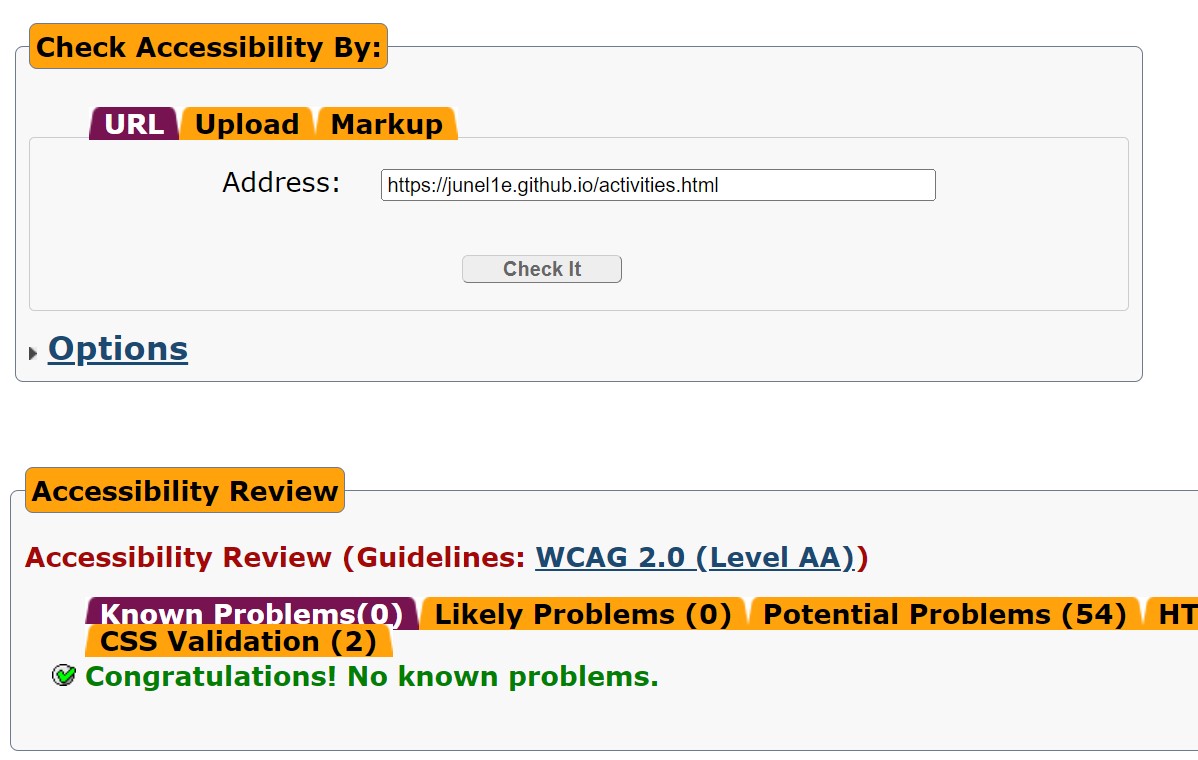 Check Accessibility By:
URL Upload Markup
Address: https://junel1e.github.io/activities.html
Check It
Options
Accessibility Review
Accessibility Review (Guidelines: WCAG 2.0 (Level AA))
Known Problems(0) Likely Problems (0) Potential Problems (54) HT
CSS Validation (2)
Congratulations! No known problems.